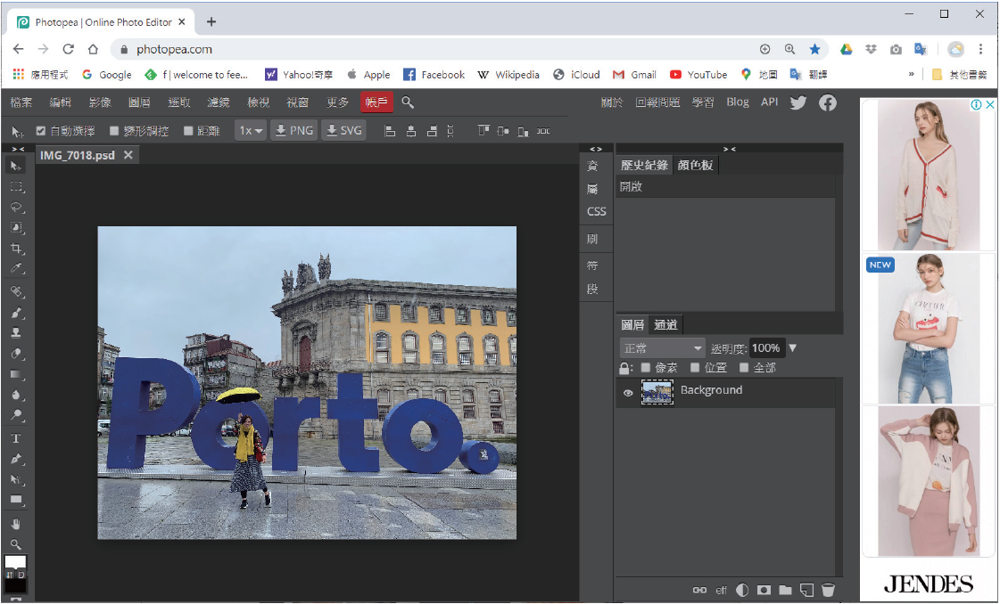 Photopea | Online Photo Editor
photopea.com
應用程式 Google f | welcome to fee... Yahoo!奇摩 Apple Facebook Wikipedia iCloud Gmail YouTube 地圖 翻譯 » 其他書籤
檔案 編輯 影像 圖層 選取 濾鏡 檢視 視窗 更多 帳戶 關於 回報問題 學習 Blog API
自動選擇 變形調控 距離 1x PNG SVG
IMG_7018.psd
資
屬
CSS
刷
符
段
歷史紀錄 顏色板
開啟
圖層 通道
正常 透明度: 100%
像素 位置 全部
Background
eff
T
D
Porto.
NEW
JENDES